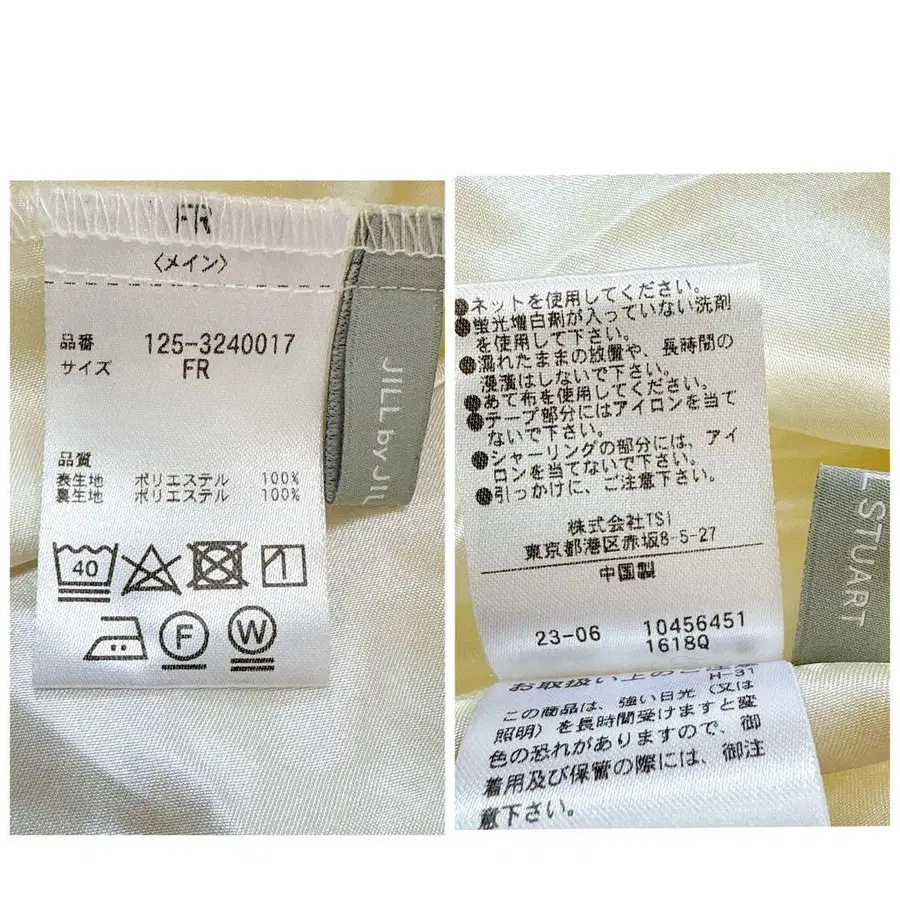 FR
〈メイン〉
品番 125-3240017
サイズ FR
品質
表生地 ポリエステル 100%
裏生地 ポリエステル 100%
40
F
W
JILL by JIL
●ネットを使用してください。
●蛍光増白剤が入っていない洗剤
を使用して下さい。
●濡れたままの放置や、長時間の
浸漬はしないで下さい。
●あて布を使用してください。
●テープ部分にはアイロンを当て
ないで下さい。
●シャーリングの部分には、アイ
ロンを当てないで下さい。
●引っかけに、ご注意下さい。
株式会社TSI
東京都港区赤坂8-5-27
中国製
23-06 10456451
1618Q
L STUART
お取扱い上のご注意
H-31
この商品は、強い日光(又は
照明)を長時間受けますと変
色の恐れがありますので、御
着用及び保管の際には、御注
意下さい。